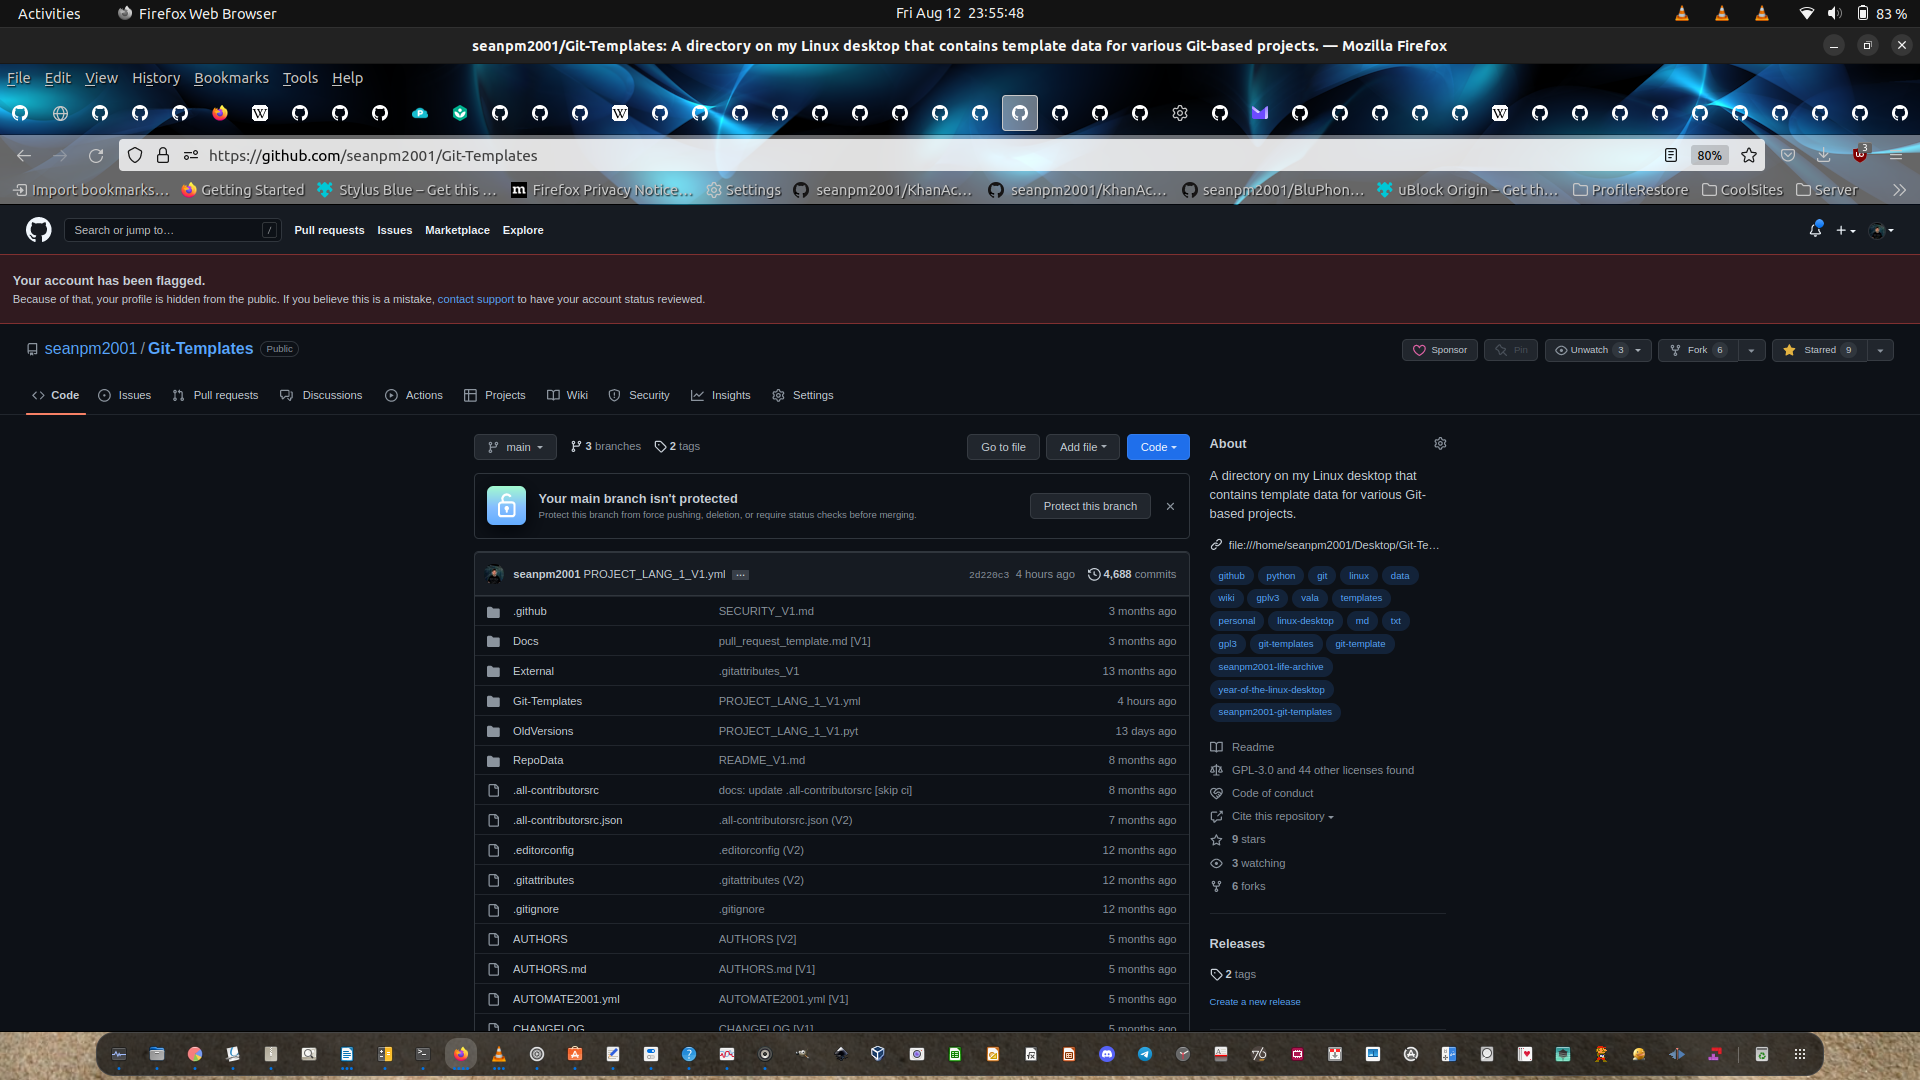 Activities Firefox Web Browser Fri Aug 12 23:55:48 83 %
seanpm2001/Git-Templates: A directory on my Linux desktop that contains template data for various Git-based projects. — Mozilla Firefox
File Edit View History Bookmarks Tools Help
https://github.com/seanpm2001/Git-Templates 80% 3
Import bookmarks… Getting Started Stylus Blue – Get this … Firefox Privacy Notice… Settings seanpm2001/KhanAc… seanpm2001/KhanAc… seanpm2001/BluPhon… uBlock Origin – Get th… ProfileRestore CoolSites Server
Search or jump to… / Pull requests Issues Marketplace Explore
Your account has been flagged.
Because of that, your profile is hidden from the public. If you believe this is a mistake, contact support to have your account status reviewed.
seanpm2001 / Git-Templates Public Sponsor Pin Unwatch 3 Fork 6 Starred 9
Code Issues Pull requests Discussions Actions Projects Wiki Security Insights Settings
main 3 branches 2 tags Go to file Add file Code
Your main branch isn't protected
Protect this branch from force pushing, deletion, or require status checks before merging.
Protect this branch
seanpm2001 PROJECT_LANG_1_V1.yml … 2d220c3 4 hours ago 4,688 commits
.github SECURITY_V1.md 3 months ago
Docs pull_request_template.md [V1] 3 months ago
External .gitattributes_V1 13 months ago
Git-Templates PROJECT_LANG_1_V1.yml 4 hours ago
OldVersions PROJECT_LANG_1_V1.pyt 13 days ago
RepoData README_V1.md 8 months ago
.all-contributorsrc docs: update .all-contributorsrc [skip ci] 8 months ago
.all-contributorsrc.json .all-contributorsrc.json (V2) 7 months ago
.editorconfig .editorconfig (V2) 12 months ago
.gitattributes .gitattributes (V2) 12 months ago
.gitignore .gitignore 12 months ago
AUTHORS AUTHORS [V2] 5 months ago
AUTHORS.md AUTHORS.md [V1] 5 months ago
AUTOMATE2001.yml AUTOMATE2001.yml [V1] 5 months ago
CHANGELOG CHANGELOG [V1] 5 months ago
About
A directory on my Linux desktop that
contains template data for various Git-
based projects.
file:///home/seanpm2001/Desktop/Git-Te…
github python git linux data
wiki gplv3 vala templates
personal linux-desktop md txt
gpl3 git-templates git-template
seanpm2001-life-archive
year-of-the-linux-desktop
seanpm2001-git-templates
Readme
GPL-3.0 and 44 other licenses found
Code of conduct
Cite this repository
9 stars
3 watching
6 forks
Releases
2 tags
Create a new release